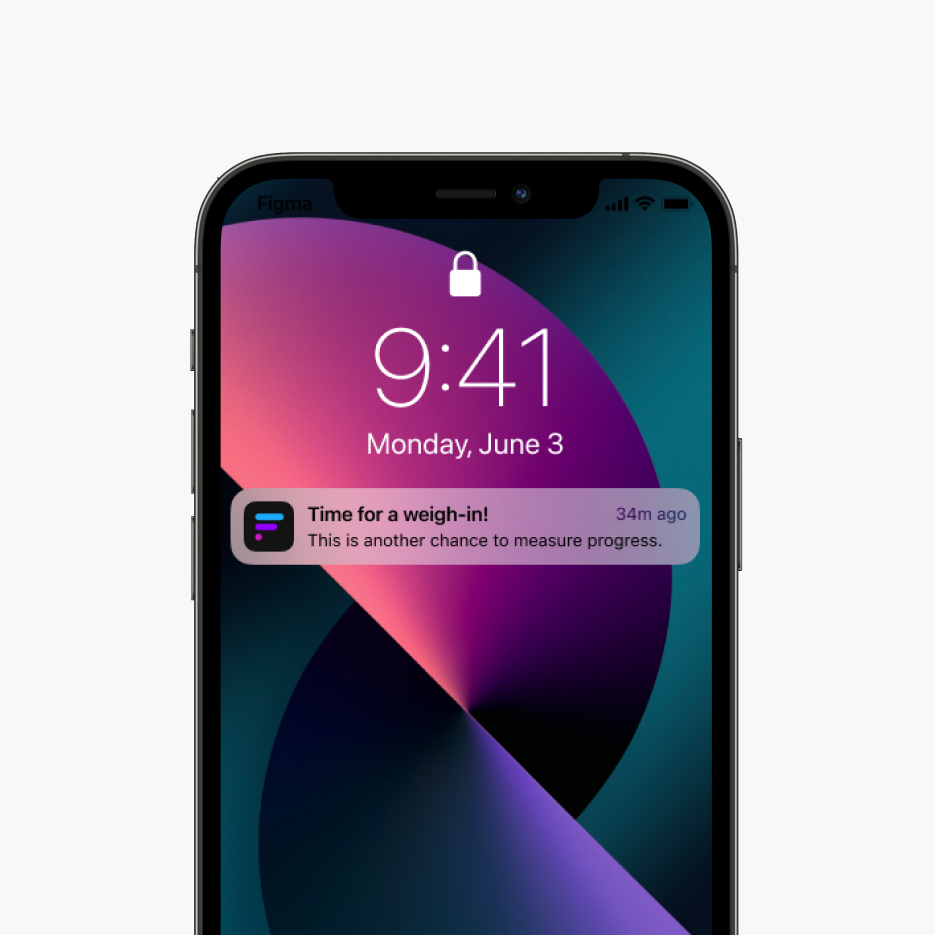 Figma
9:41
Monday, June 3
Time for a weigh-in!
34m ago
This is another chance to measure progress.